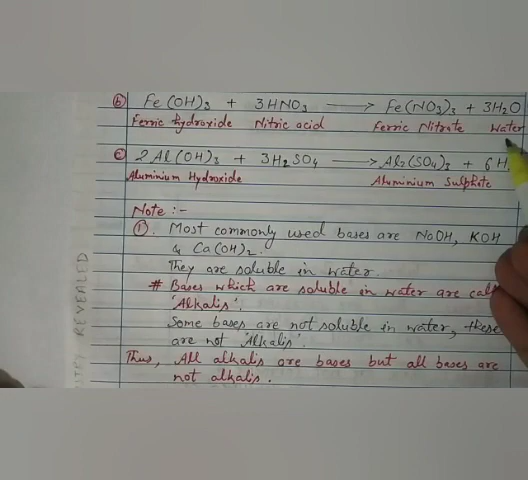 (b) Fe(OH)₃ + 3HNO₃ ⟶ Fe(NO₃)₃ + 3H₂O
Ferric hydroxide Nitric acid Ferric Nitrate Water
(c) 2Al(OH)₃ + 3H₂SO₄ ⟶ Al₂(SO₄)₃ + 6H
Aluminium Hydroxide Aluminium Sulphate
Note :-
(1). Most commonly used bases are NaOH, KOH
& Ca(OH)₂.
They are soluble in water.
# Bases which are soluble in water are call
'Alkalis'.
Some bases are not soluble in water, these
are not 'Alkalis'.
Thus, All alkalis are bases but all bases are
not alkalis.
REVEALED